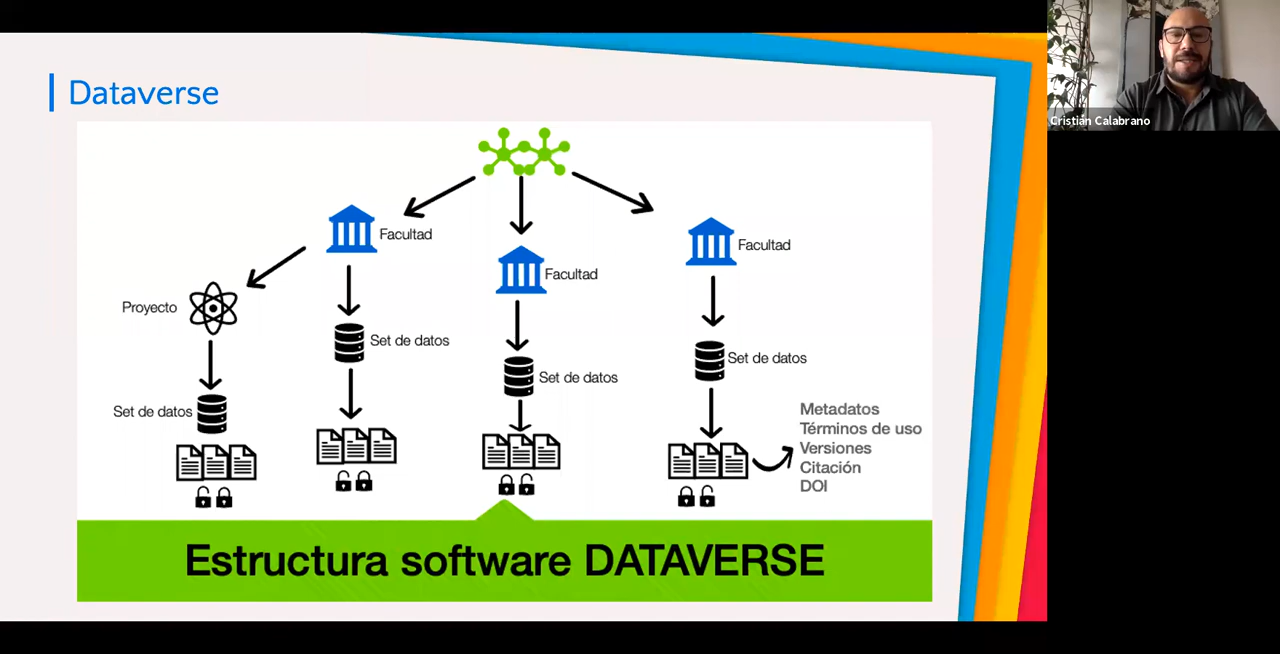 Dataverse
Cristián Calabrano
Facultad
Facultad
Facultad
Proyecto
Set de datos
Set de datos
Set de datos
Set de datos
Metadatos
Términos de uso
Versiones
Citación
DOI
Estructura software DATAVERSE